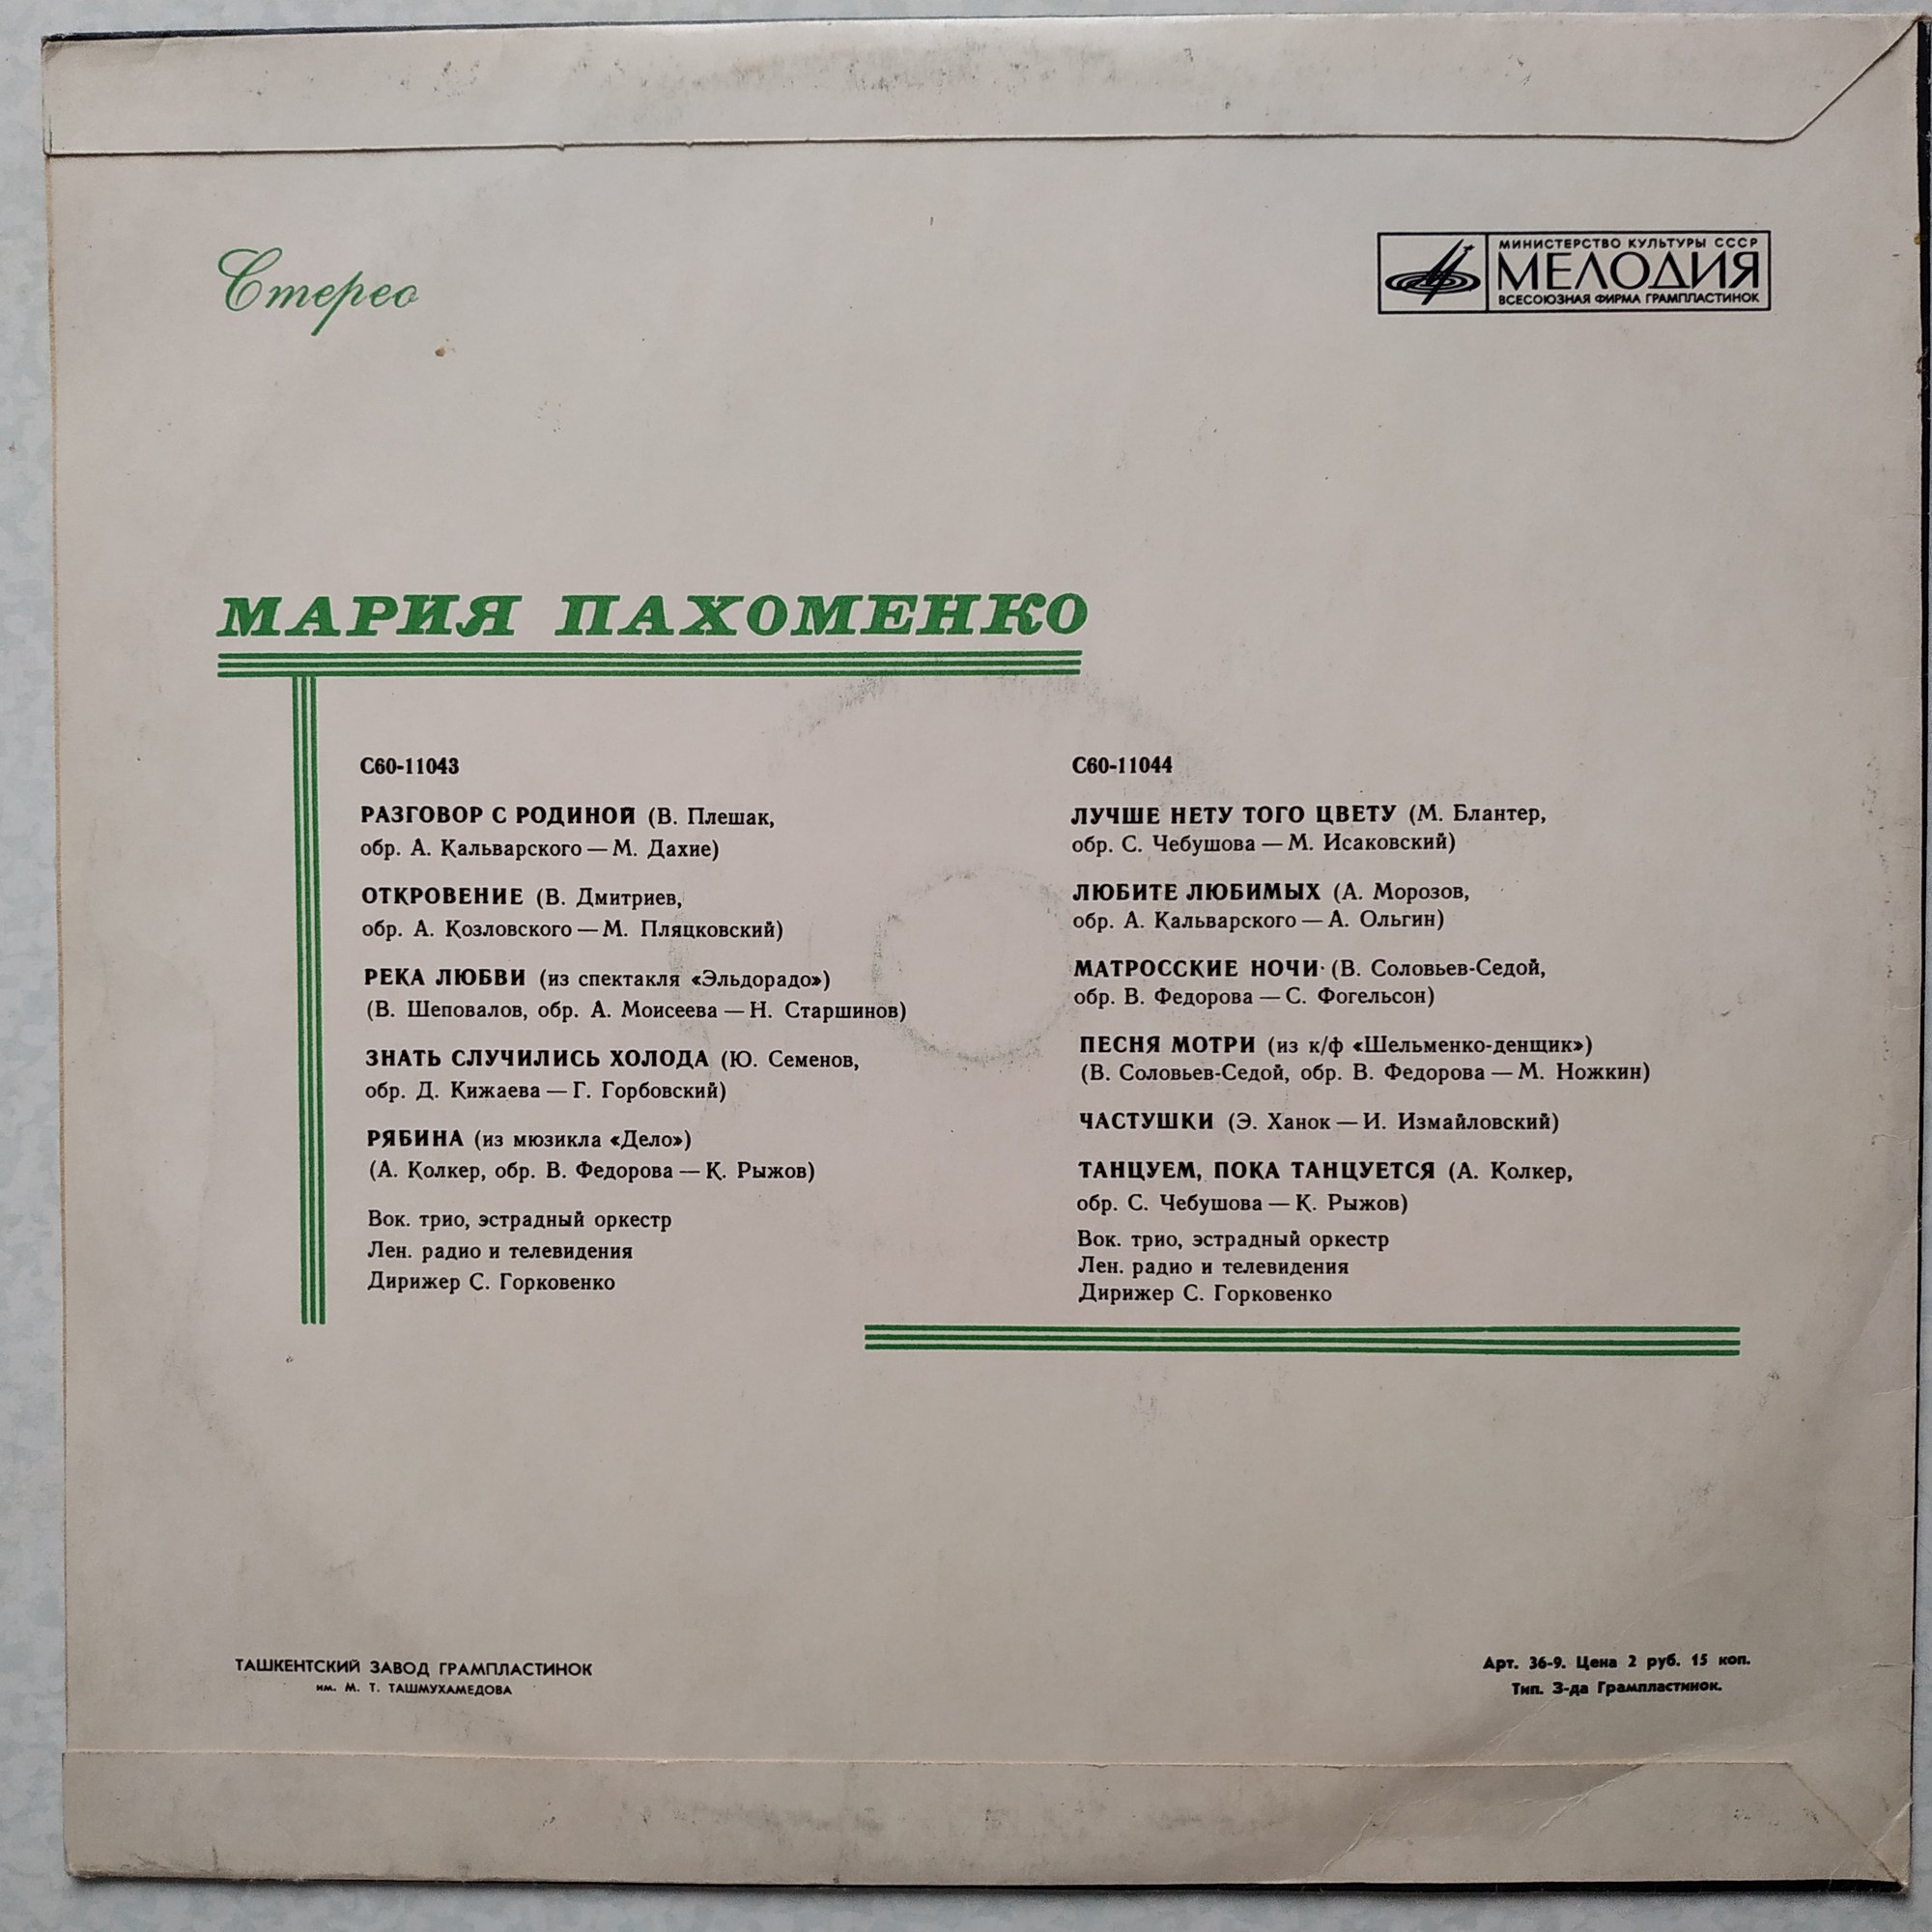 Стерео
МИНИСТЕРСТВО КУЛЬТУРЫ СССР
МЕЛОДИЯ
ВСЕСОЮЗНАЯ ФИРМА ГРАМПЛАСТИНОК
МАРИЯ ПАХОМЕНКО
С60-11043
РАЗГОВОР С РОДИНОЙ (В. Плешак,
обр. А. Кальварского — М. Дахие)
ОТКРОВЕНИЕ (В. Дмитриев,
обр. А. Козловского — М. Пляцковский)
РЕКА ЛЮБВИ (из спектакля «Эльдорадо»)
(В. Шеповалов, обр. А. Моисеева — Н. Старшинов)
ЗНАТЬ СЛУЧИЛИСЬ ХОЛОДА (Ю. Семенов,
обр. Д. Кижаева — Г. Горбовский)
РЯБИНА (из мюзикла «Дело»)
(А. Колкер, обр. В. Федорова — К. Рыжов)
Вок. трио, эстрадный оркестр
Лен. радио и телевидения
Дирижер С. Горковенко
С60-11044
ЛУЧШЕ НЕТУ ТОГО ЦВЕТУ (М. Блантер,
обр. С. Чебушова — М. Исаковский)
ЛЮБИТЕ ЛЮБИМЫХ (А. Морозов,
обр. А. Кальварского — А. Ольгин)
МАТРОССКИЕ НОЧИ (В. Соловьев-Седой,
обр. В. Федорова — С. Фогельсон)
ПЕСНЯ МОТРИ (из к/ф «Шельменко-денщик»)
(В. Соловьев-Седой, обр. В. Федорова — М. Ножкин)
ЧАСТУШКИ (Э. Ханок — И. Измайловский)
ТАНЦУЕМ, ПОКА ТАНЦУЕТСЯ (А. Колкер,
обр. С. Чебушова — К. Рыжов)
Вок. трио, эстрадный оркестр
Лен. радио и телевидения
Дирижер С. Горковенко
ТАШКЕНТСКИЙ ЗАВОД ГРАМПЛАСТИНОК
им. М. Т. ТАШМУХАМЕДОВА
Арт. 36-9. Цена 2 руб. 15 коп.
Тип. З-да Грампластинок.